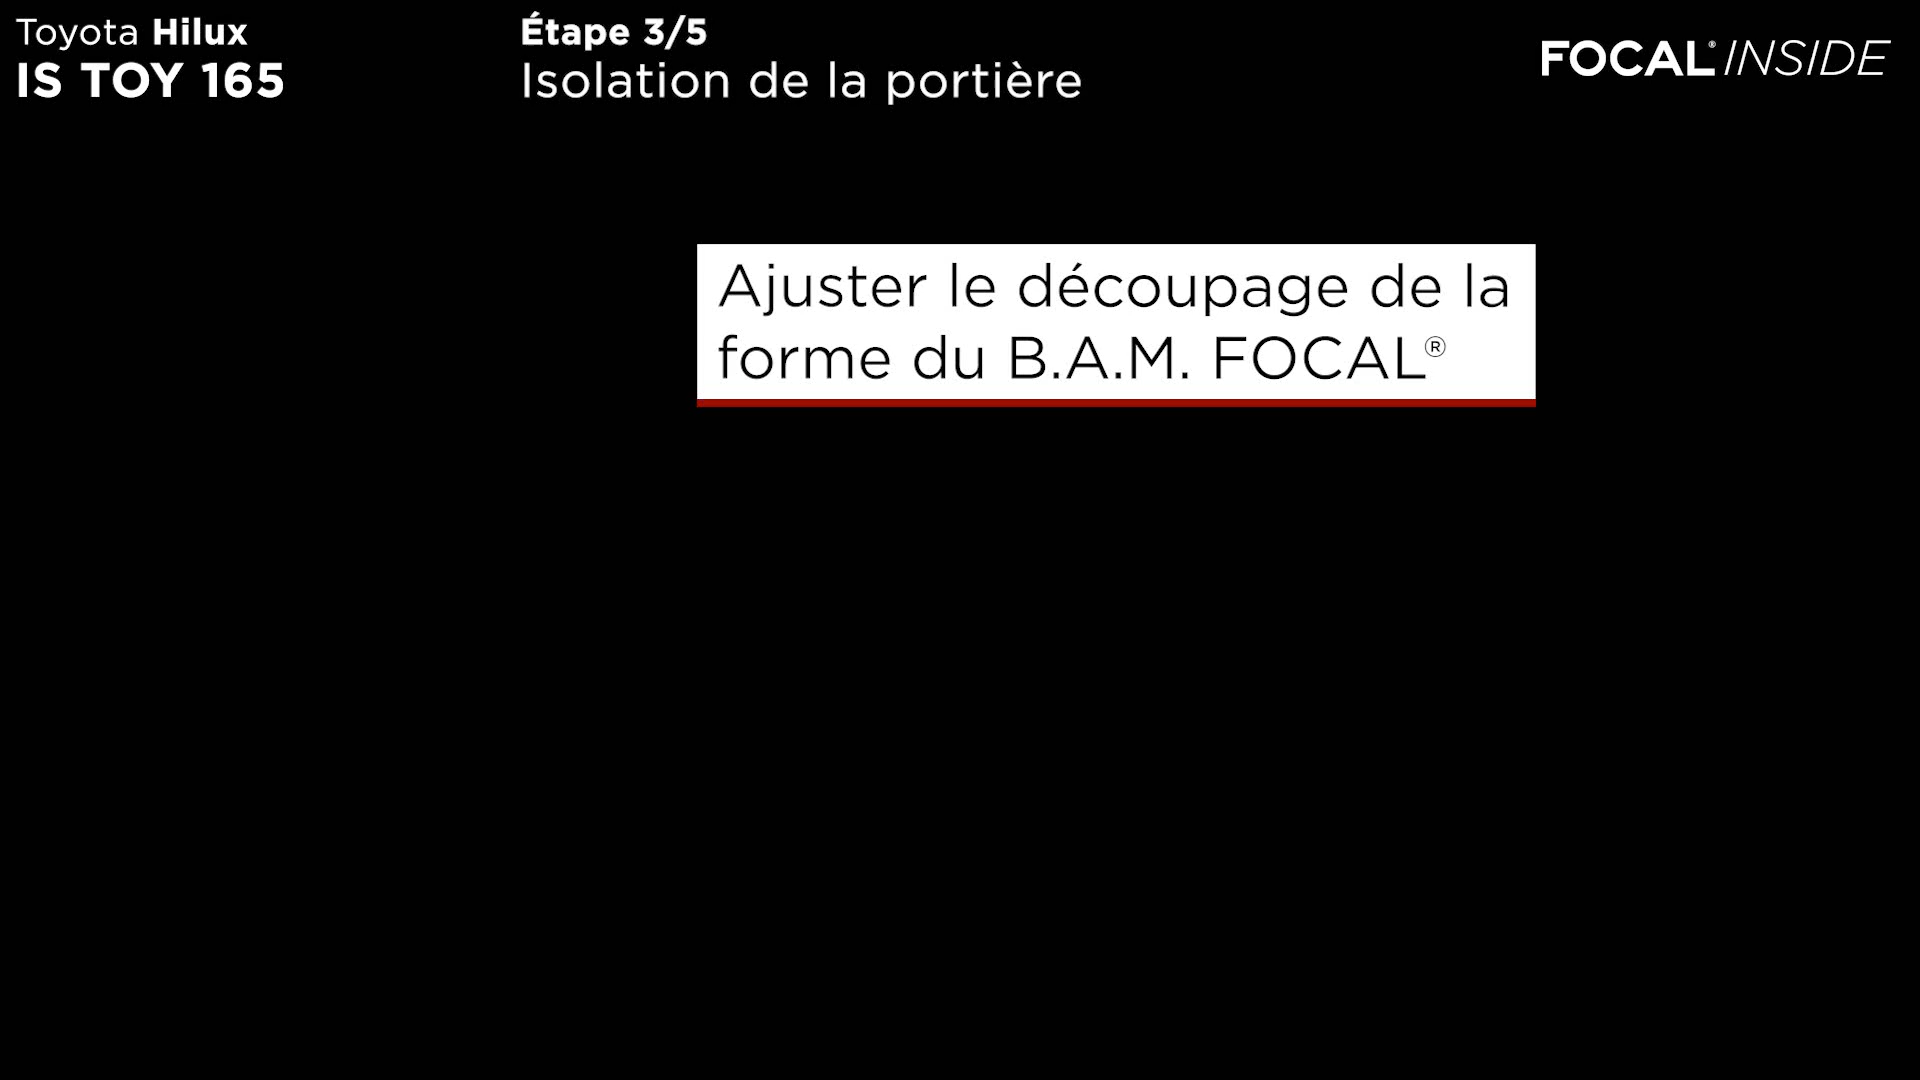 Toyota Hilux
IS TOY 165
Étape 3/5
Isolation de la portière
FOCAL® INSIDE
Ajuster le découpage de la
forme du B.A.M. FOCAL®